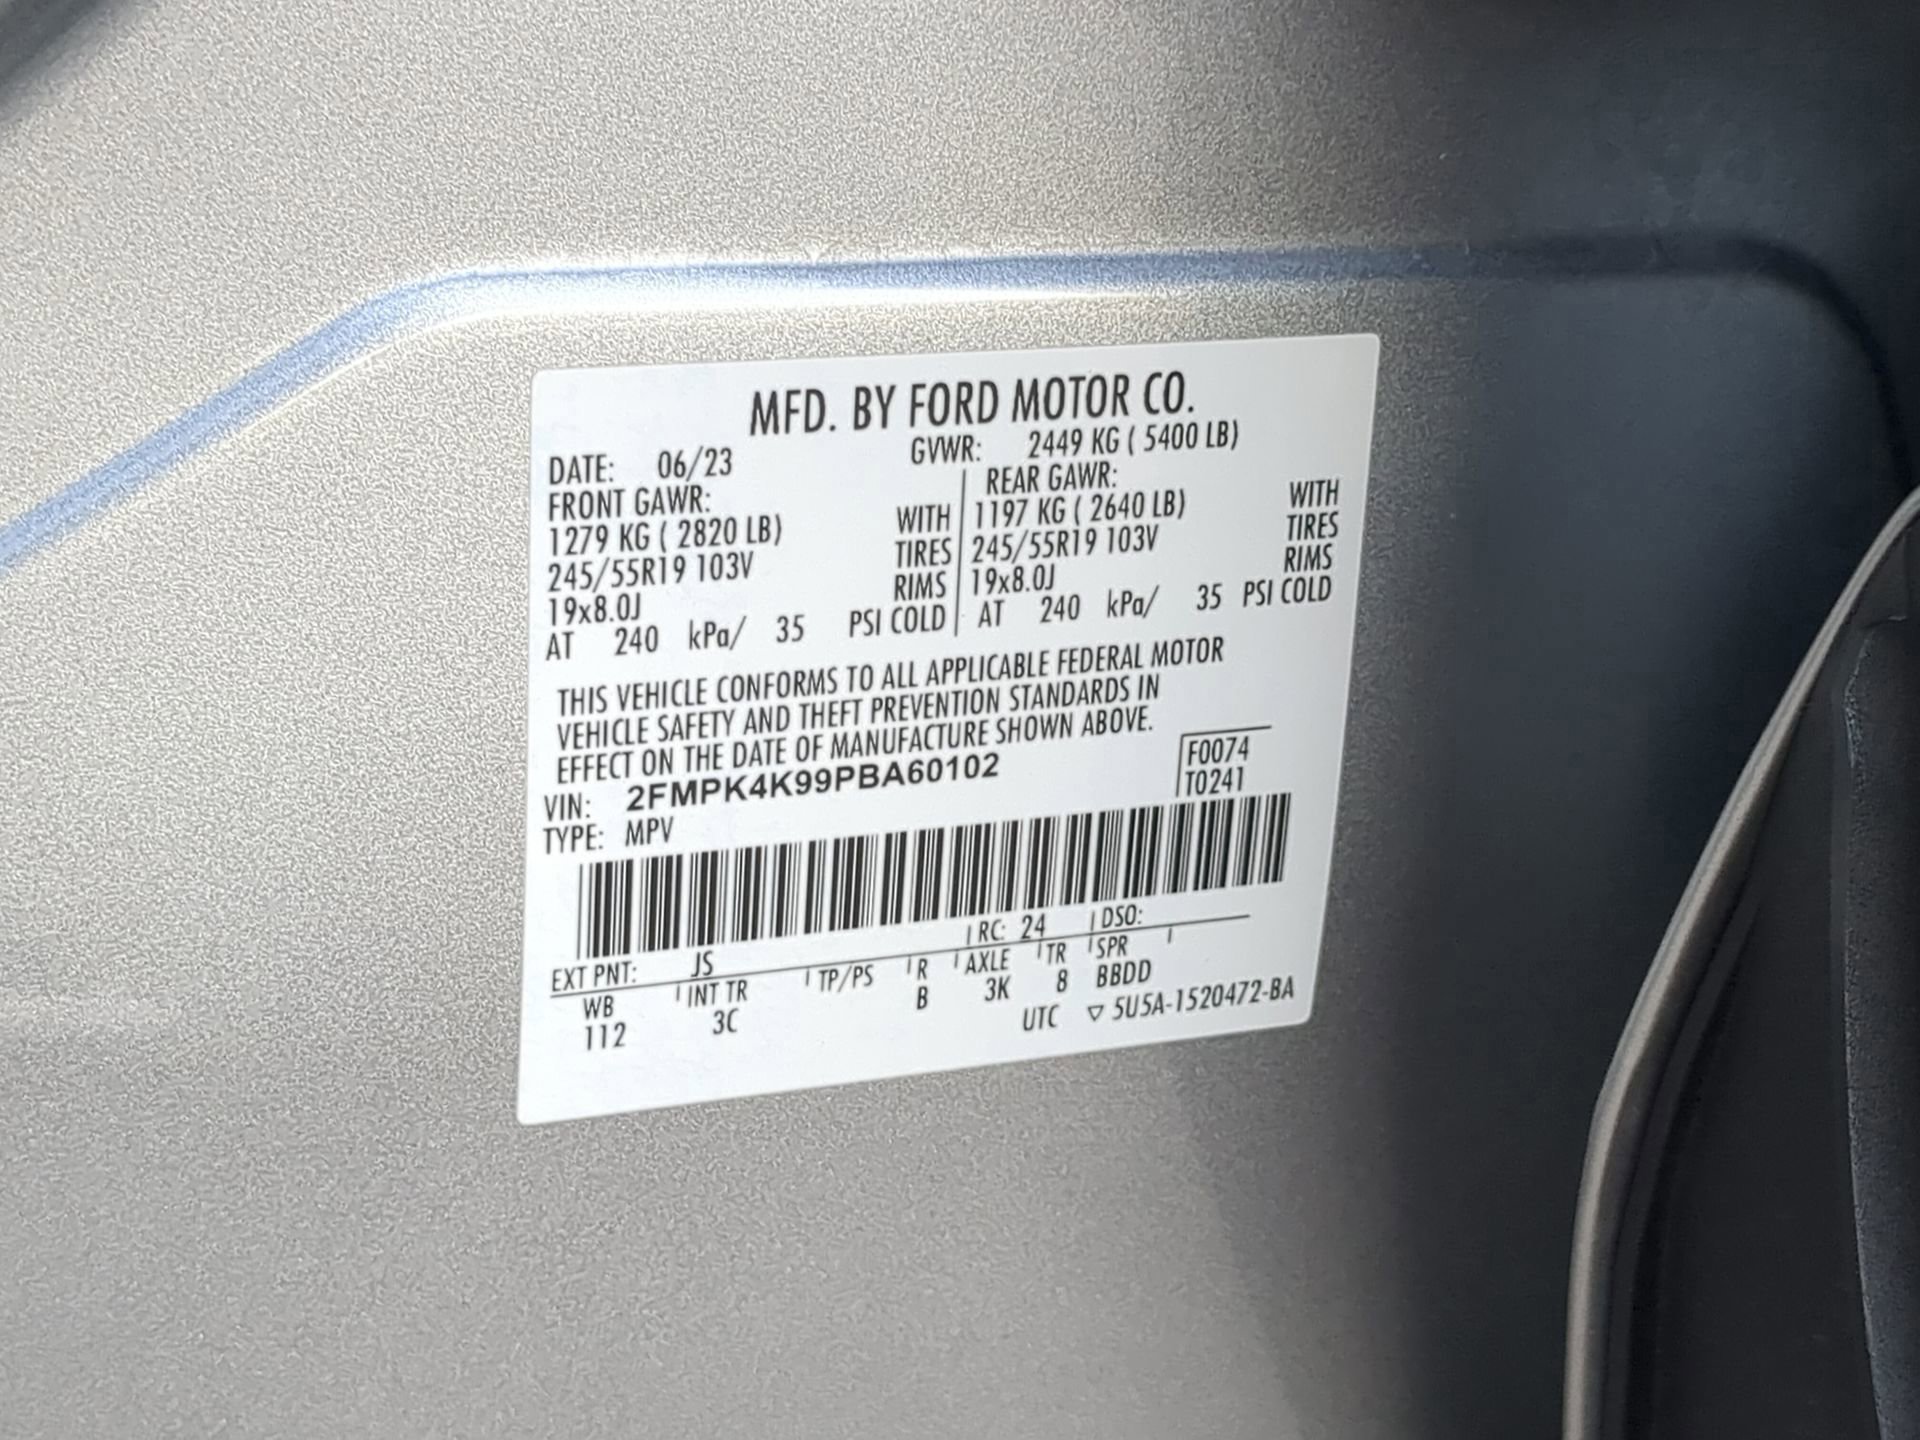 MFD. BY FORD MOTOR CO.
DATE: 06/23 GVWR: 2449 KG ( 5400 LB)
FRONT GAWR: REAR GAWR:
1279 KG ( 2820 LB) WITH 1197 KG ( 2640 LB) WITH
245/55R19 103V TIRES 245/55R19 103V TIRES
19x8.0J RIMS 19x8.0J RIMS
AT 240 kPa/ 35 PSI COLD AT 240 kPa/ 35 PSI COLD
THIS VEHICLE CONFORMS TO ALL APPLICABLE FEDERAL MOTOR
VEHICLE SAFETY AND THEFT PREVENTION STANDARDS IN
EFFECT ON THE DATE OF MANUFACTURE SHOWN ABOVE.
VIN: 2FMPK4K99PBA60102 F0074
TYPE: MPV T0241
EXT PNT: JS RC: 24 DSO:
WB INT TR TP/PS R AXLE TR SPR
112 3C B 3K 8 BBDD
UTC ▽ 5U5A-1520472-BA